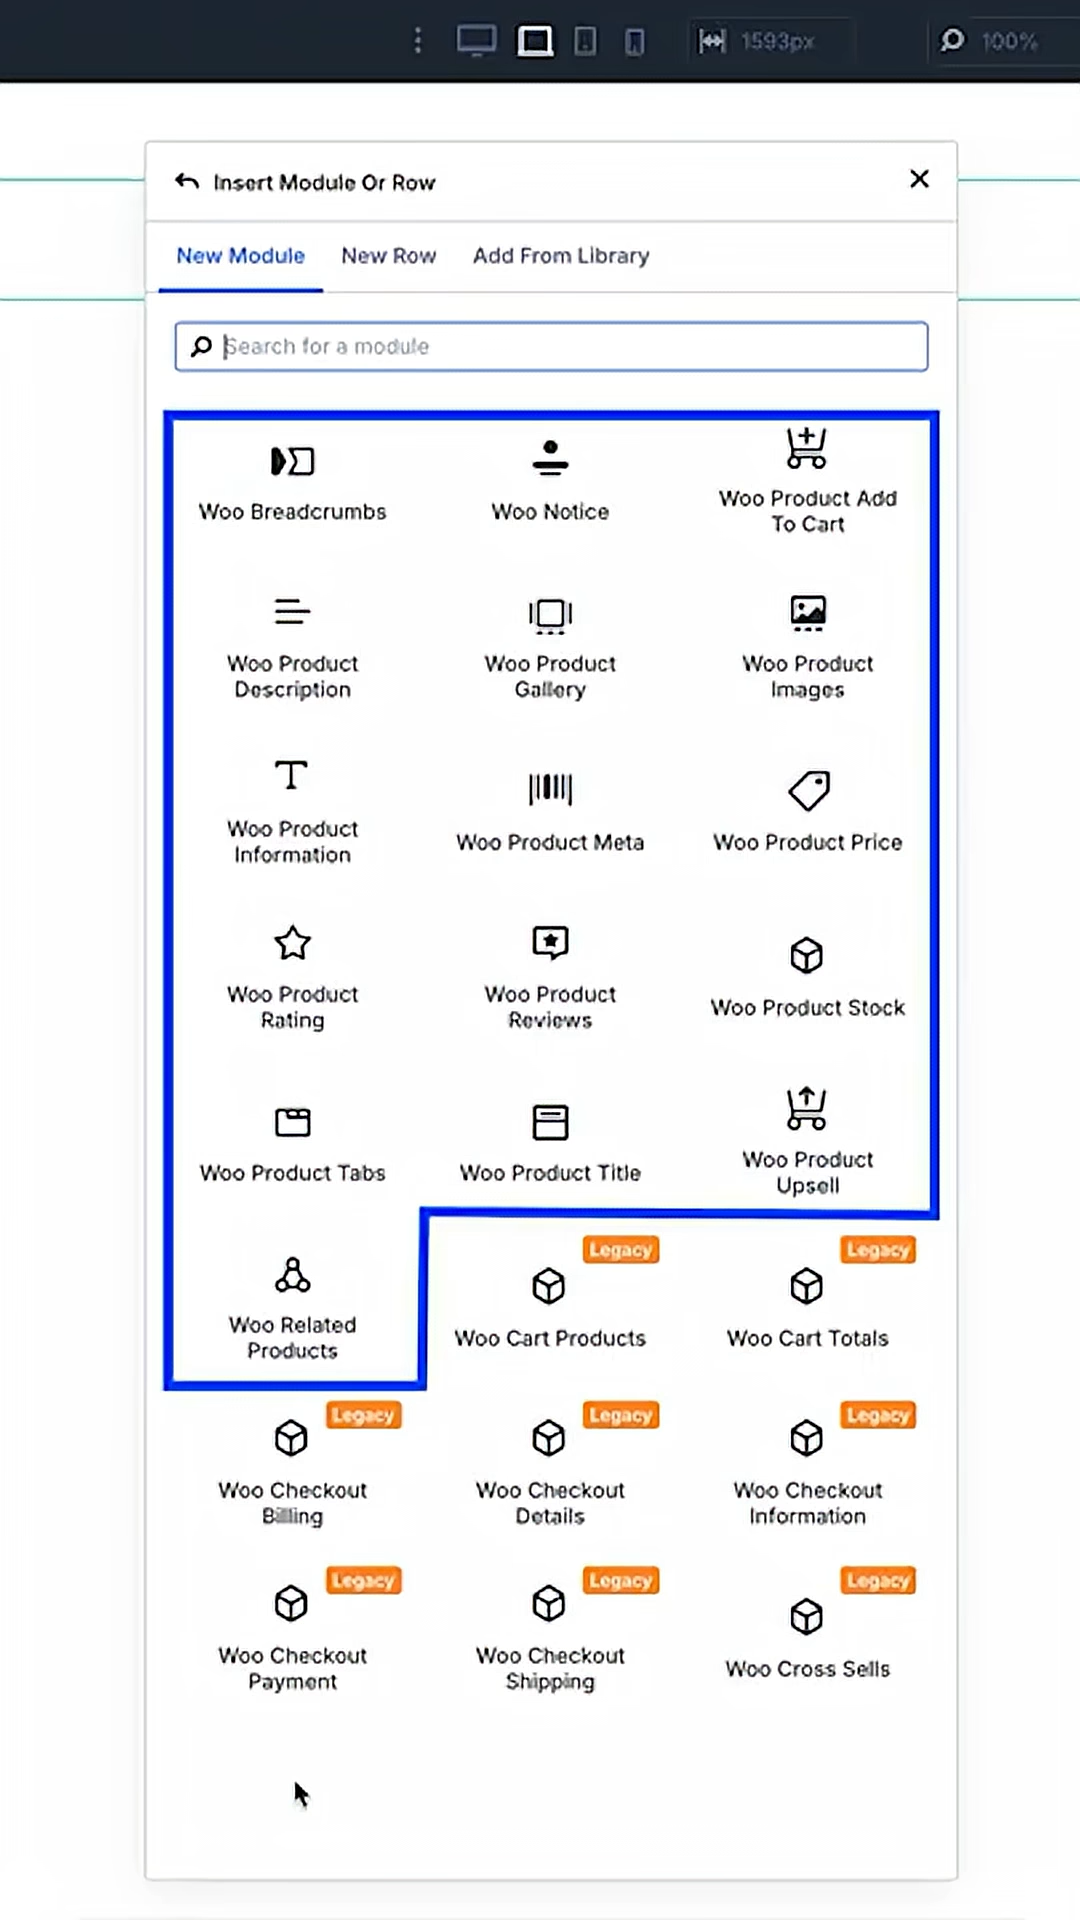 1593px
100%
Insert Module Or Row
New Module
New Row
Add From Library
Search for a module
Woo Breadcrumbs
Woo Notice
Woo Product Add
To Cart
Woo Product
Description
Woo Product
Gallery
Woo Product
Images
Woo Product
Information
Woo Product Meta
Woo Product Price
Woo Product
Rating
Woo Product
Reviews
Woo Product Stock
Woo Product Tabs
Woo Product Title
Woo Product
Upsell
Woo Related
Products
Legacy
Woo Cart Products
Legacy
Woo Cart Totals
Legacy
Woo Checkout
Billing
Legacy
Woo Checkout
Details
Legacy
Woo Checkout
Information
Legacy
Woo Checkout
Payment
Legacy
Woo Checkout
Shipping
Legacy
Woo Cross Sells